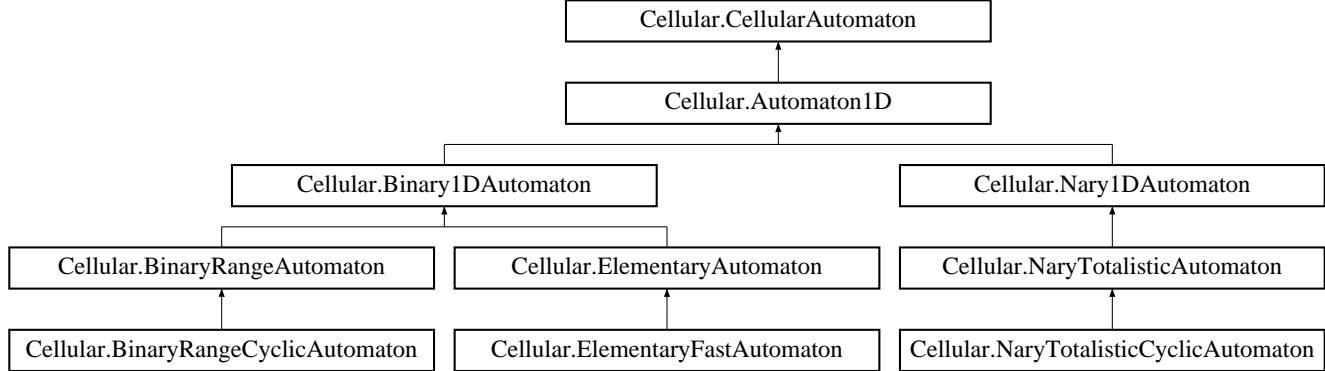 Cellular.CellularAutomaton
Cellular.Automaton1D
Cellular.Binary1DAutomaton
Cellular.Nary1DAutomaton
Cellular.BinaryRangeAutomaton
Cellular.ElementaryAutomaton
Cellular.NaryTotalisticAutomaton
Cellular.BinaryRangeCyclicAutomaton
Cellular.ElementaryFastAutomaton
Cellular.NaryTotalisticCyclicAutomaton